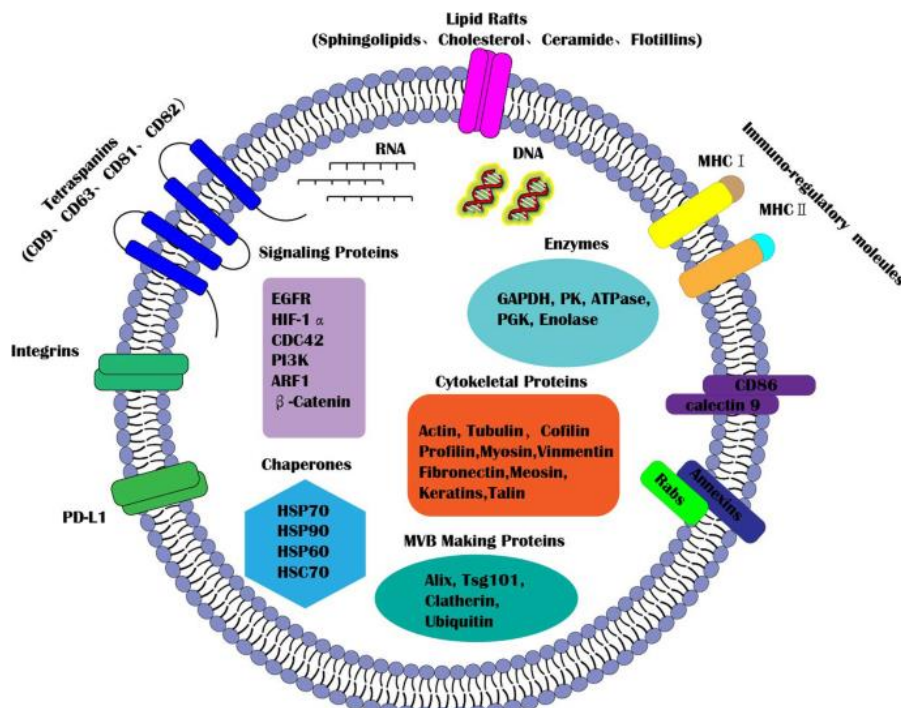 Lipid Rafts
(Sphingolipids、Cholesterol、Ceramide、Flotillins)
Tetraspanins
(CD9、CD63、CD81、CD82)
RNA
DNA
MHC Ⅰ
MHC Ⅱ
Immuno-regulatory moleules
Signaling Proteins
EGFR
HIF-1 α
CDC42
PI3K
ARF1
β-Catenin
Enzymes
GAPDH, PK, ATPase,
PGK, Enolase
Integrins
Cytokeletal Proteins
Actin, Tubulin, Cofilin
Profilin,Myosin,Vinmentin
Fibronectin,Meosin,
Keratins,Talin
CD86
calectin 9
Chaperones
HSP70
HSP90
HSP60
HSC70
PD-L1
Rabs
Annexins
MVB Making Proteins
Alix, Tsg101,
Clatherin,
Ubiquitin